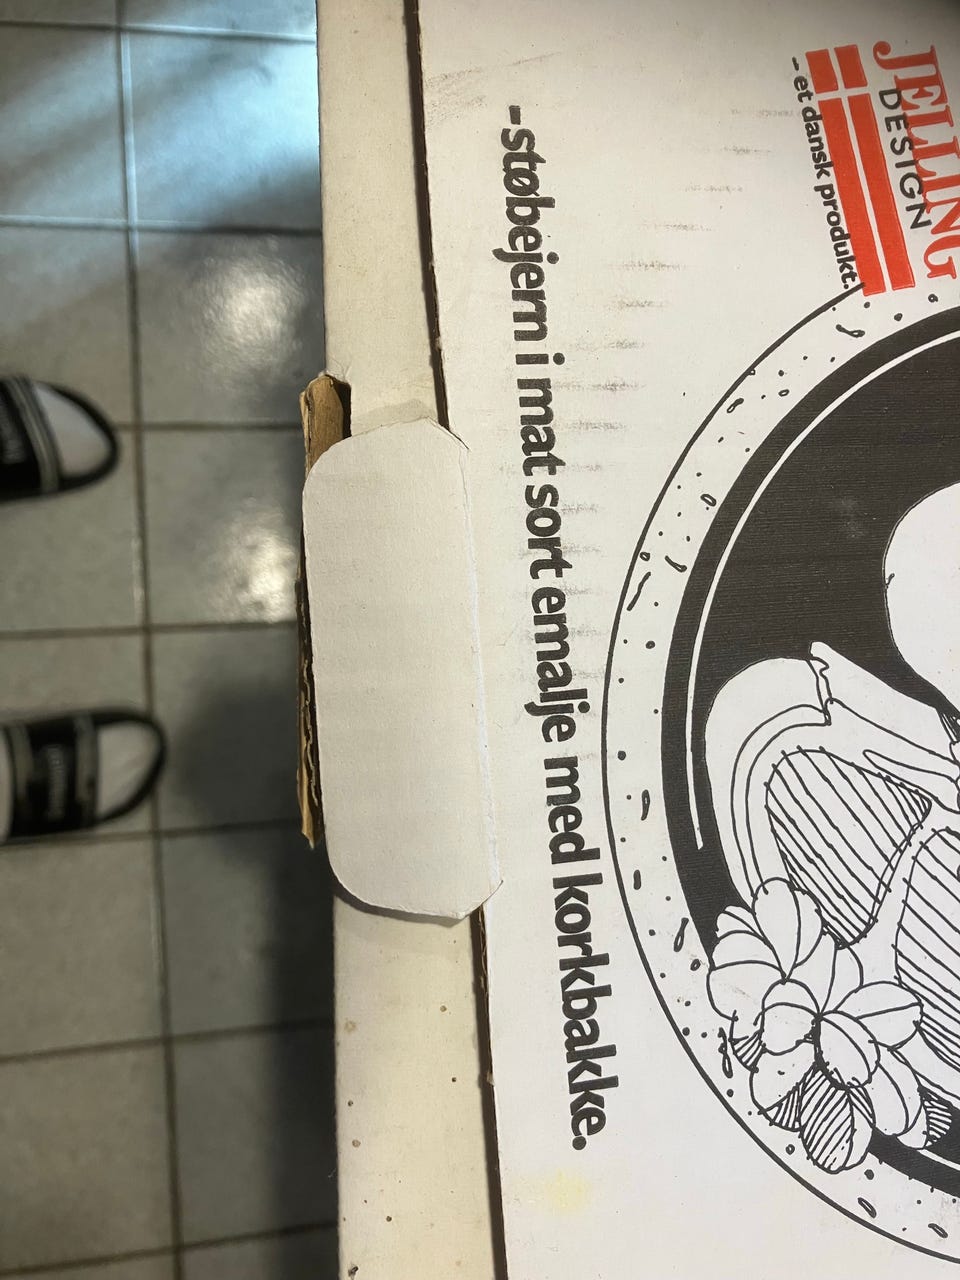 JELLING
DESIGN
- et dansk produkt.
-støbejern i mat sort emalje med korkbakke.